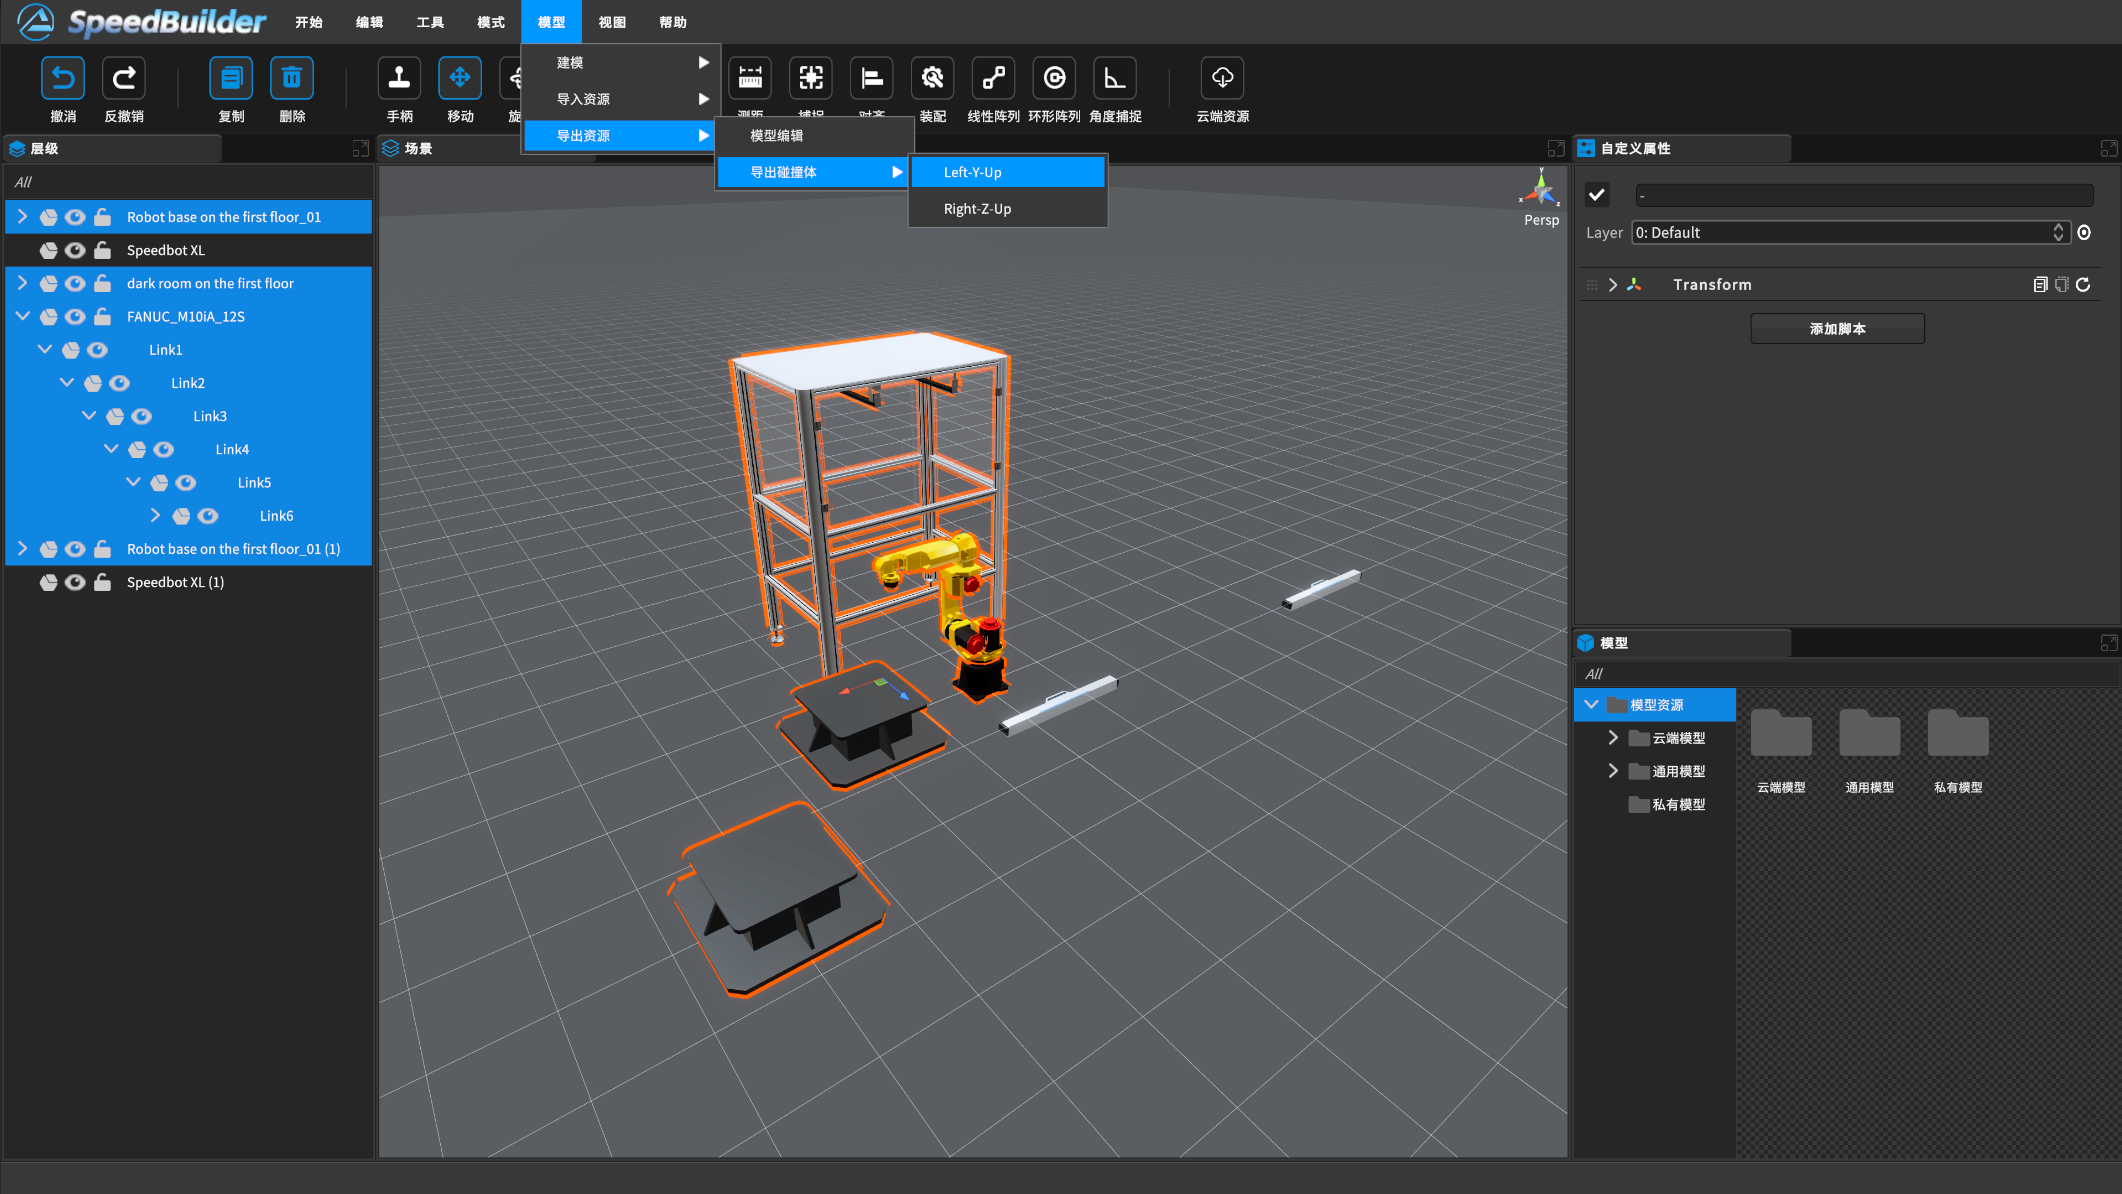 SpeedBuilder
开始 编辑 工具 模式 模型 视图 帮助
建模
导入资源
导出资源
模型编辑
导出碰撞体
Left-Y-Up
Right-Z-Up
撤消 反撤销 复制 删除 手柄 移动 旋 测距 捕捉 对齐 装配 线性阵列 环形阵列 角度捕捉 云端资源
层级
All
Robot base on the first floor_01
Speedbot XL
dark room on the first floor
FANUC_M10iA_12S
Link1
Link2
Link3
Link4
Link5
Link6
Robot base on the first floor_01 (1)
Speedbot XL (1)
场景
y
x
z
Persp
自定义属性
-
Layer 0: Default
Transform
添加脚本
模型
All
模型资源
云端模型
通用模型
私有模型
云端模型 通用模型 私有模型